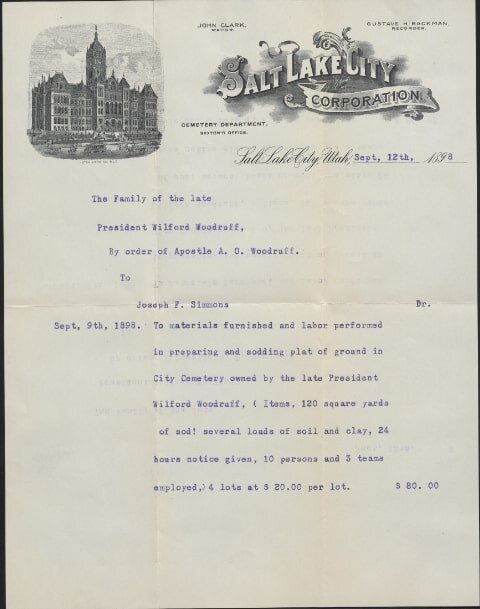 JOHN CLARK,
MAYOR.
GUSTAVE H. BACKMAN,
RECORDER.
SALT LAKE CITY
CORPORATION.
CEMETERY DEPARTMENT,
SEXTON'S OFFICE.
Salt Lake City, Utah, Sept, 12th, 1898
The Family of the late
President Wilford Woodruff,
By order of Apostle A. O. Woodruff.
To
Joseph F. Simmons Dr.
Sept, 9th, 1898. To materials furnished and labor performed
in preparing and sodding plat of ground in
City Cemetery owned by the late President
Wilford Woodruff, ( Items, 120 square yards
of sod! several loads of soil and clay, 24
hours notice given, 10 persons and 3 teams
employed,) 4 lots at $ 20.00 per lot. $ 80. 00